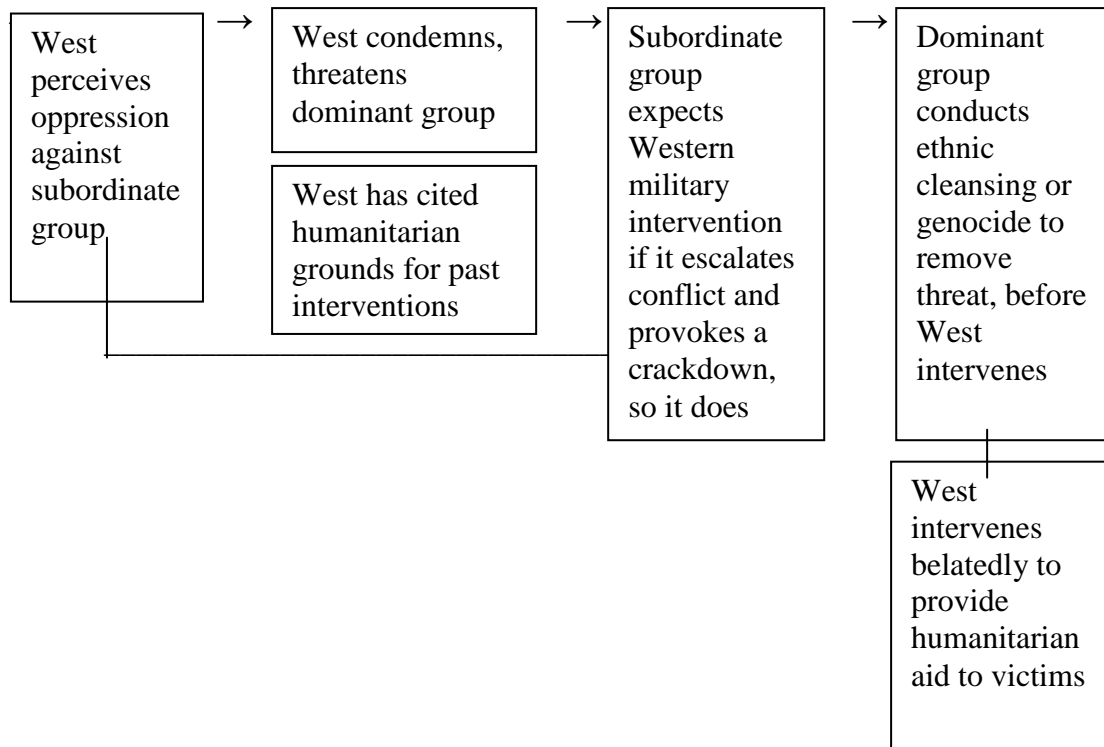 West
perceives
oppression
against
subordinate
group
→
West condemns,
threatens
dominant group
West has cited
humanitarian
grounds for past
interventions
→
Subordinate
group
expects
Western
military
intervention
if it escalates
conflict and
provokes a
crackdown,
so it does
→
Dominant
group
conducts
ethnic
cleansing or
genocide to
remove
threat, before
West
intervenes
West
intervenes
belatedly to
provide
humanitarian
aid to victims